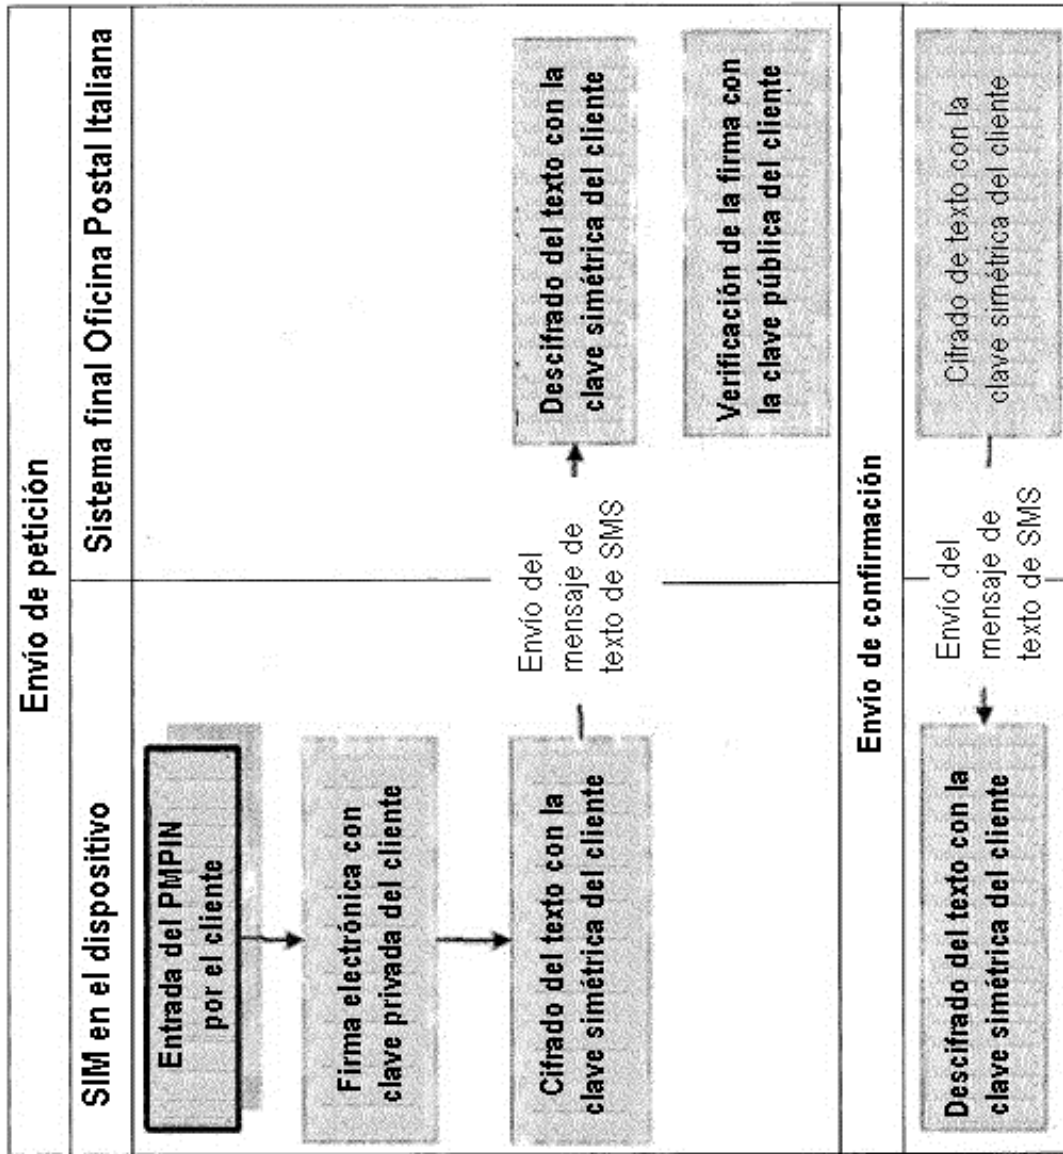 Envío de petición
SIM en el dispositivo
Sistema final Oficina Postal Italiana
Entrada del PMPIN
por el cliente
Firma electrónica con
clave privada del cliente
Cifrado del texto con la
clave simétrica del cliente
Envío del
mensaje de
texto de SMS
Descifrado del texto con la
clave simétrica del cliente
Verificación de la firma con
la clave pública del cliente
Envío de confirmación
Descifrado del texto con la
clave simétrica del cliente
Envío del
mensaje de
texto de SMS
Cifrado de texto con la
clave simétrica del cliente